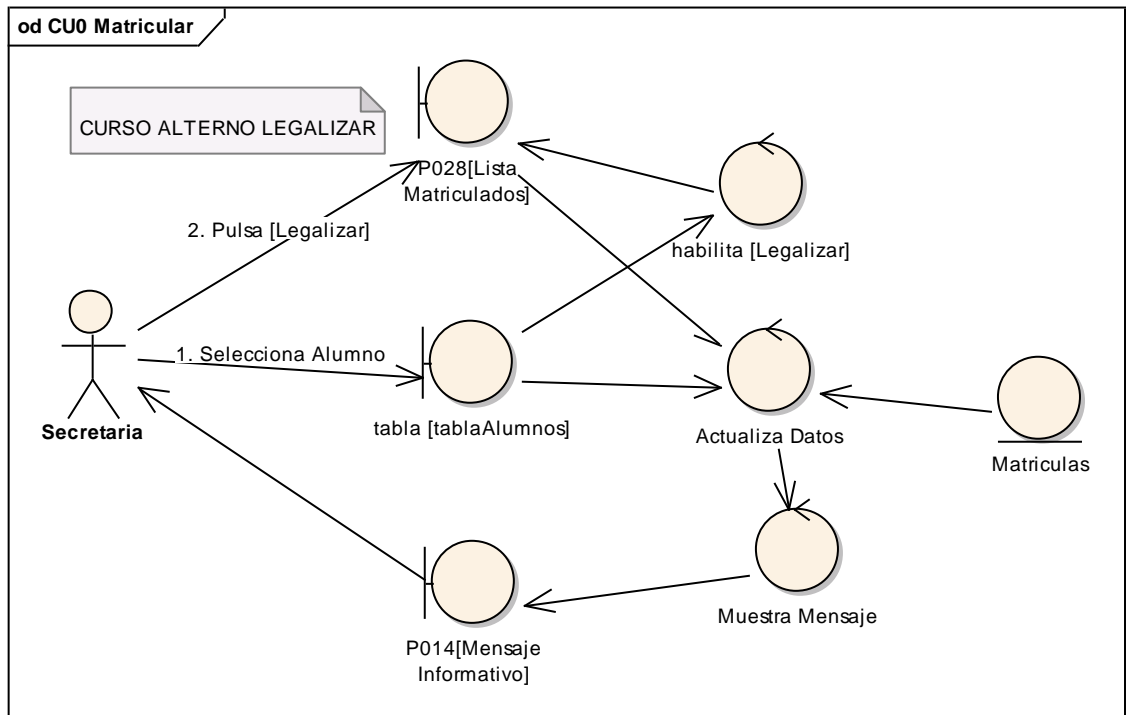 od CU0 Matricular
CURSO ALTERNO LEGALIZAR
P028[Lista
Matriculados]
2. Pulsa [Legalizar]
habilita [Legalizar]
1. Selecciona Alumno
Secretaria
tabla [tablaAlumnos]
Actualiza Datos
Matriculas
Muestra Mensaje
P014[Mensaje
Informativo]